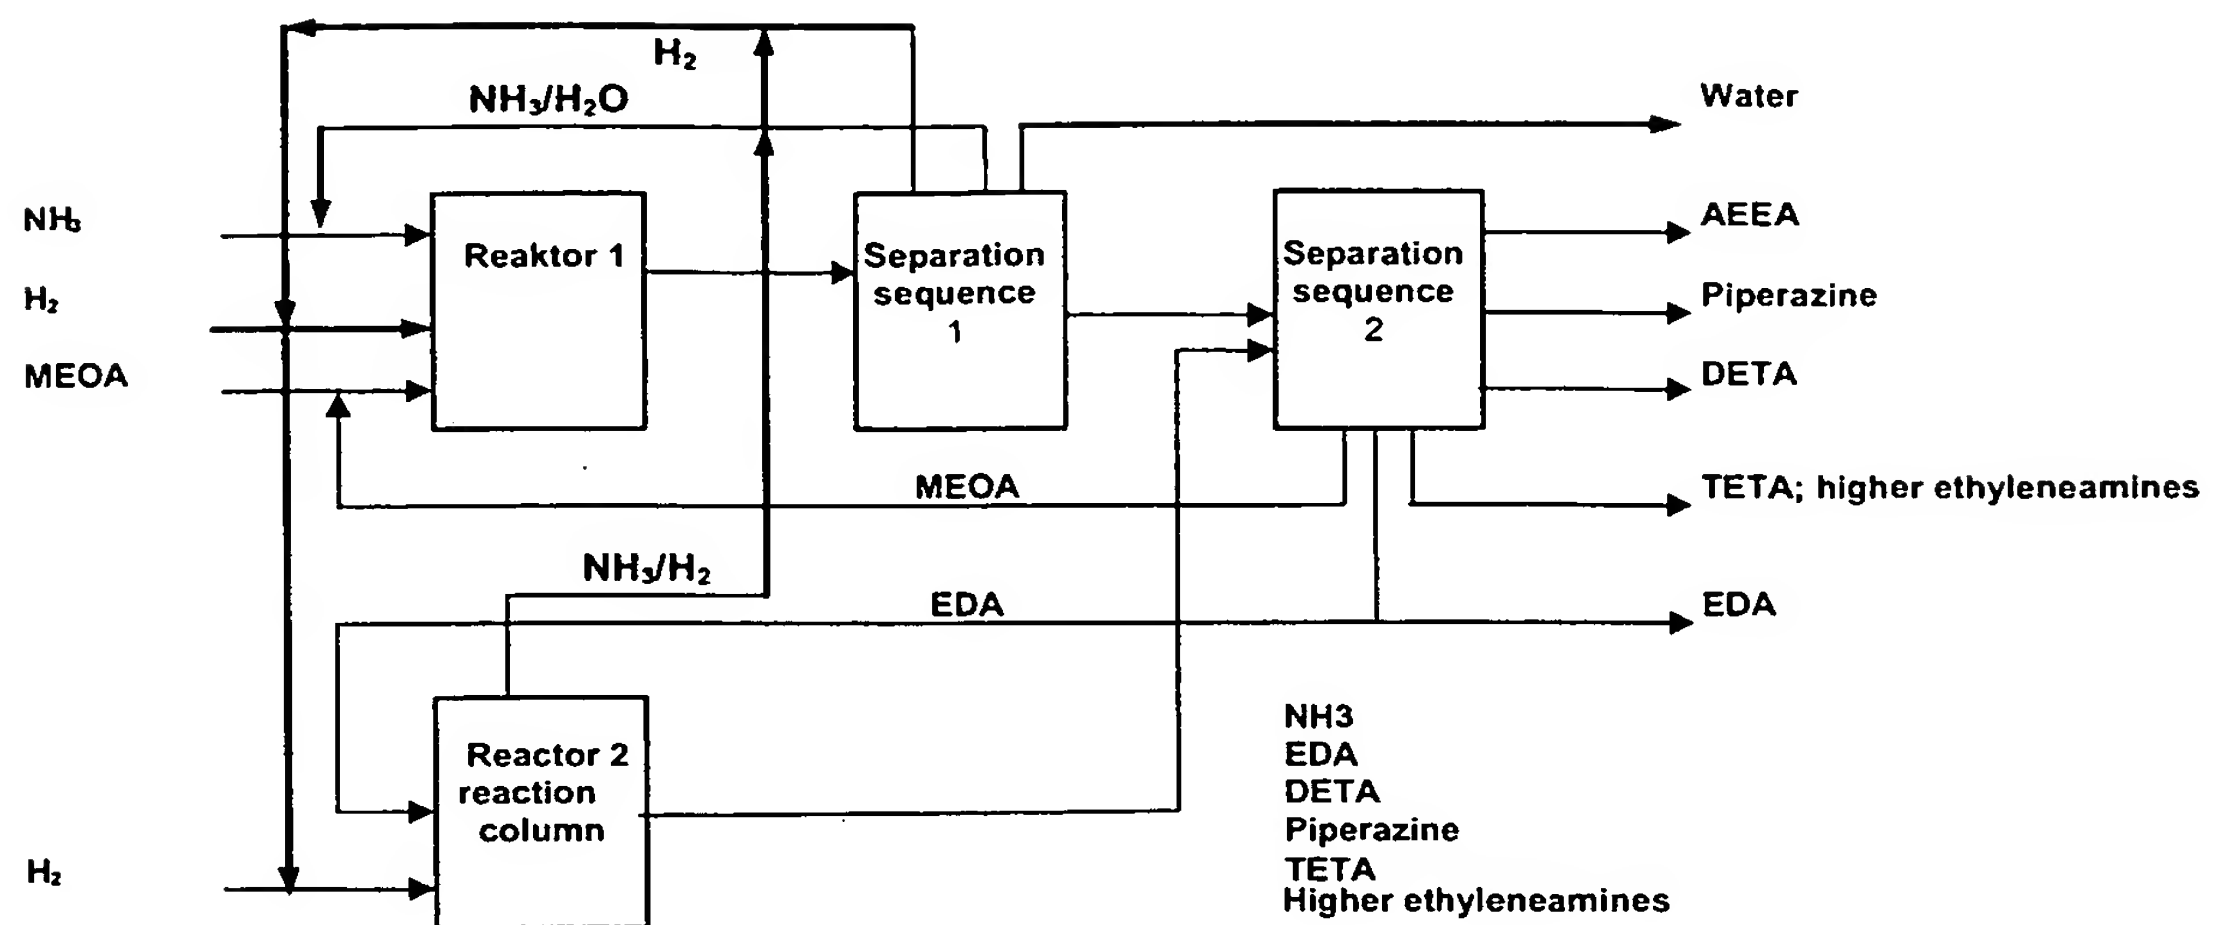 H₂
NH₃/H₂O
Water
NH₃
Reaktor 1
Separation
sequence
1
Separation
sequence
2
AEEA
H₂
Piperazine
MEOA
DETA
MEOA
TETA; higher ethyleneamines
NH₃/H₂
EDA
EDA
Reactor 2
reaction
column
H₂
NH3
EDA
DETA
Piperazine
TETA
Higher ethyleneamines